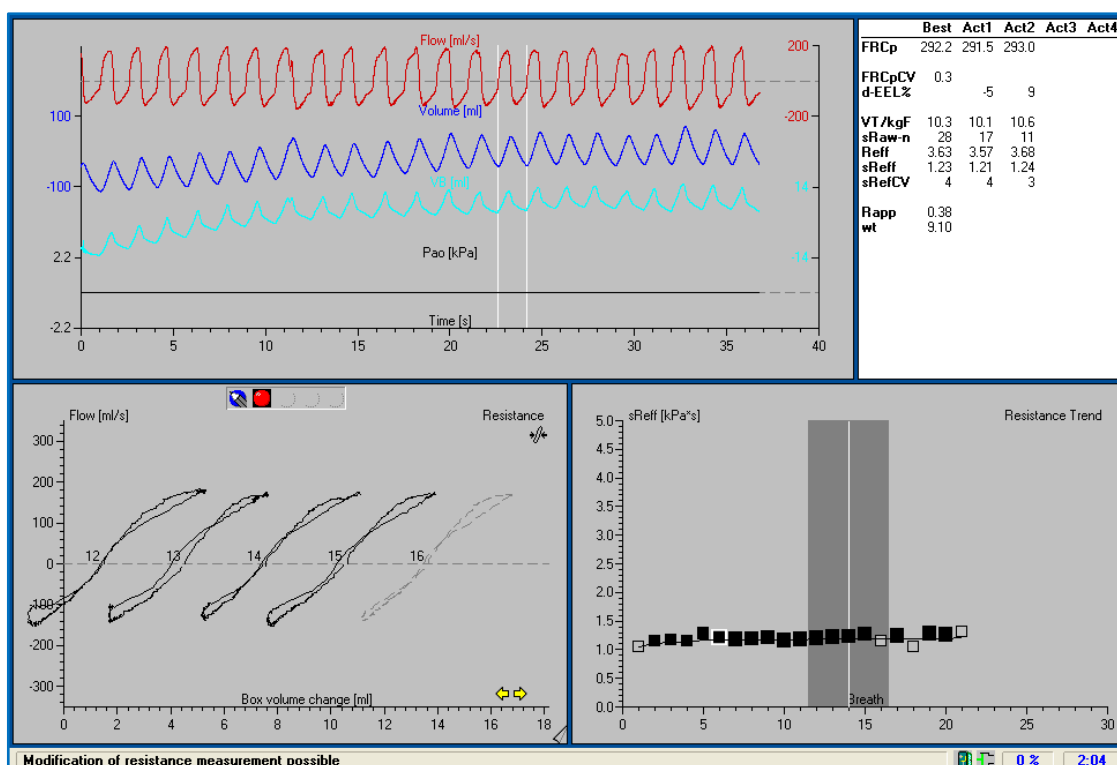 Flow [ml/s]
200
100
Volume [ml]
-200
-100
VB [ml]
14
2.2
Pao [kPa]
-14
-2.2
Time [s]
0 5 10 15 20 25 30 35 40
Best Act1 Act2 Act3 Act4
FRCp 292.2 291.5 293.0
FRCpCV 0.3
d-EEL% -5 9
VT/kgF 10.3 10.1 10.6
sRaw-n 28 17 11
Reff 3.63 3.57 3.68
sReff 1.23 1.21 1.24
sRefCV 4 4 3
Rapp 0.38
wt 9.10
Flow [ml/s] Resistance
300
200
100
12 13 14 15 16
0
-100
-200
-300
Box volume change [ml]
0 2 4 6 8 10 12 14 16 18
sReff [kPa*s] Resistance Trend
5.0
4.5
4.0
3.5
3.0
2.5
2.0
1.5
1.0
0.5
0.0
Breath
0 5 10 15 20 25 30
Modification of resistance measurement possible 0 % 2:04